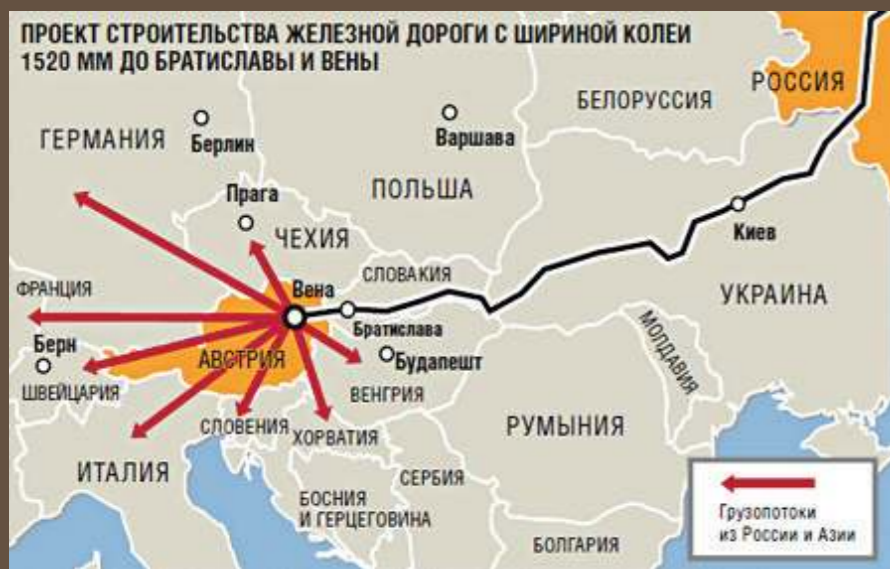 ПРОЕКТ СТРОИТЕЛЬСТВА ЖЕЛЕЗНОЙ ДОРОГИ С ШИРИНОЙ КОЛЕИ
1520 ММ ДО БРАТИСЛАВЫ И ВЕНЫ
РОССИЯ
БЕЛОРУССИЯ
ГЕРМАНИЯ
Берлин
Варшава
ПОЛЬША
Прага
ЧЕХИЯ
Киев
СЛОВАКИЯ
Вена
ФРАНЦИЯ
УКРАИНА
Братислава
Берн
АВСТРИЯ
Будапешт
МОЛДАВИЯ
ШВЕЙЦАРИЯ
ВЕНГРИЯ
СЛОВЕНИЯ
ХОРВАТИЯ
РУМЫНИЯ
ИТАЛИЯ
СЕРБИЯ
БОСНИЯ
И ГЕРЦЕГОВИНА
БОЛГАРИЯ
Грузопотоки
из России и Азии